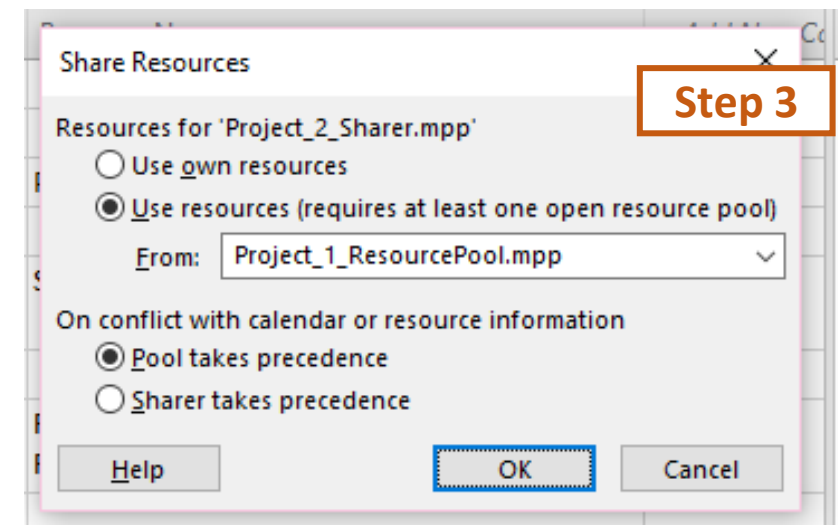 Share Resources
Step 3
Resources for 'Project_2_Sharer.mpp'
Use own resources
Use resources (requires at least one open resource pool)
From: Project_1_ResourcePool.mpp
On conflict with calendar or resource information
Pool takes precedence
Sharer takes precedence
Help OK Cancel